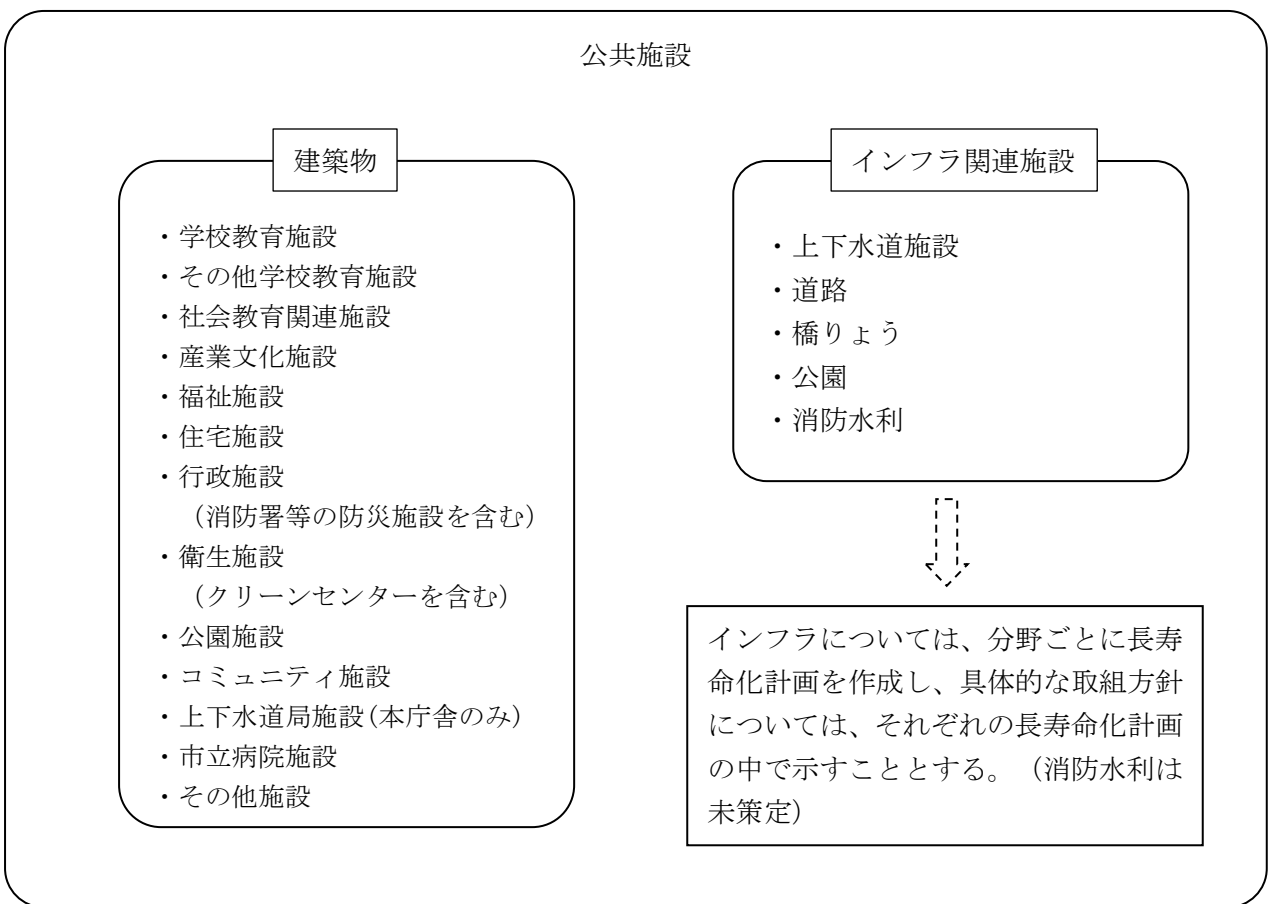 公共施設
建築物
・学校教育施設
・その他学校教育施設
・社会教育関連施設
・産業文化施設
・福祉施設
・住宅施設
・行政施設
（消防署等の防災施設を含む）
・衛生施設
（クリーンセンターを含む）
・公園施設
・コミュニティ施設
・上下水道局施設(本庁舎のみ）
・市立病院施設
・その他施設
インフラ関連施設
・上下水道施設
・道路
・橋りょう
・公園
・消防水利
インフラについては、分野ごとに長寿
命化計画を作成し、具体的な取組方針
については、それぞれの長寿命化計画
の中で示すこととする。（消防水利は
未策定）